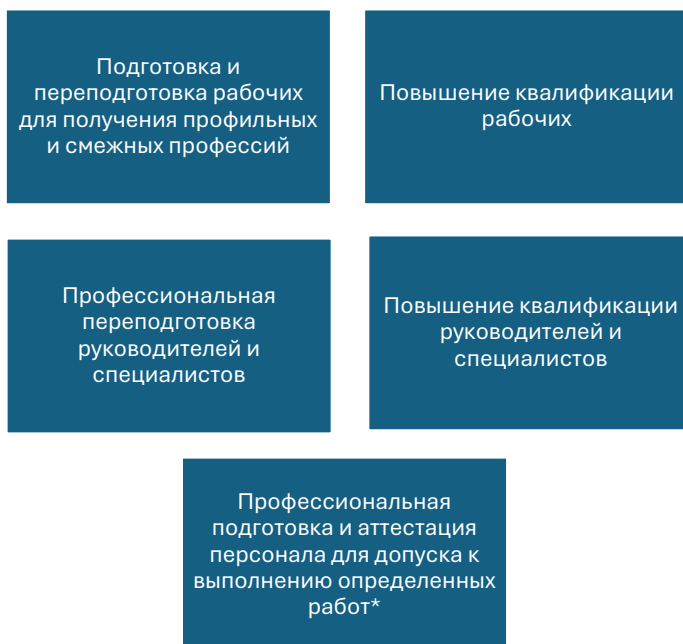 Подготовка и
переподготовка рабочих
для получения профильных
и смежных профессий
Повышение квалификации
рабочих
Профессиональная
переподготовка
руководителей и
специалистов
Повышение квалификации
руководителей и
специалистов
Профессиональная
подготовка и аттестация
персонала для допуска к
выполнению определенных
работ*